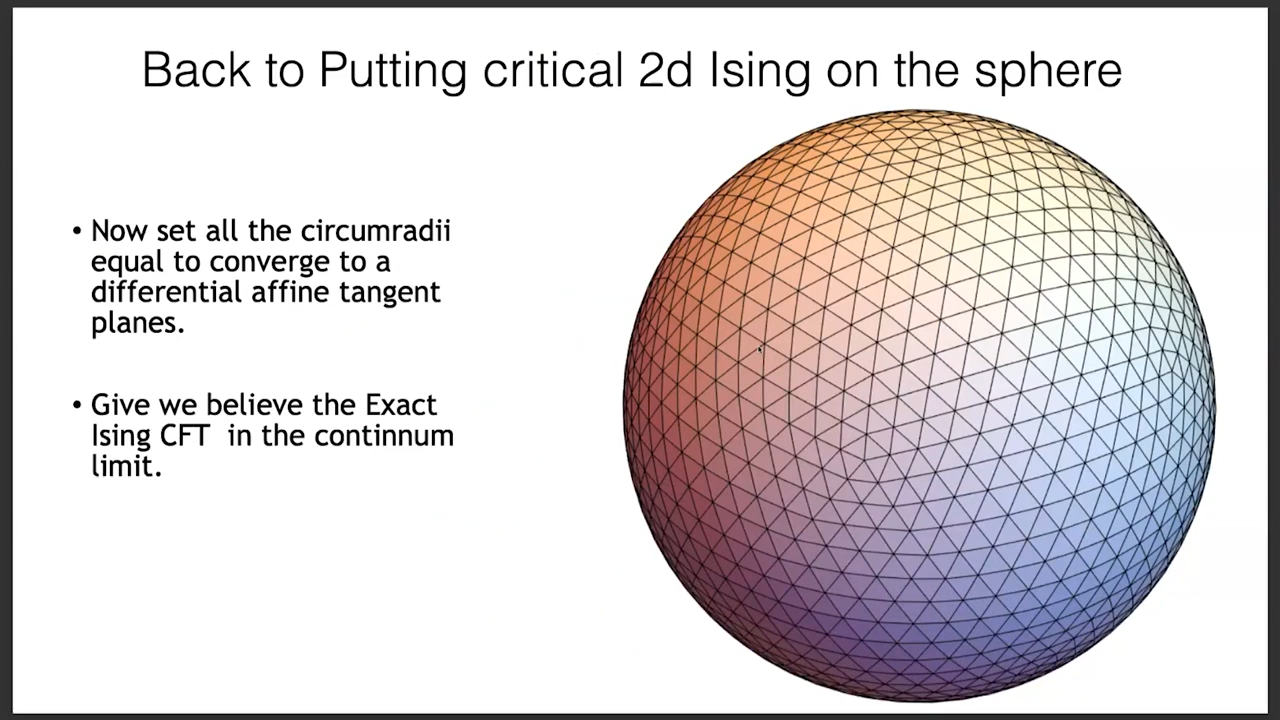 Back to Putting critical 2d Ising on the sphere
• Now set all the circumradii
equal to converge to a
differential affine tangent
planes.
• Give we believe the Exact
Ising CFT in the continnum
limit.